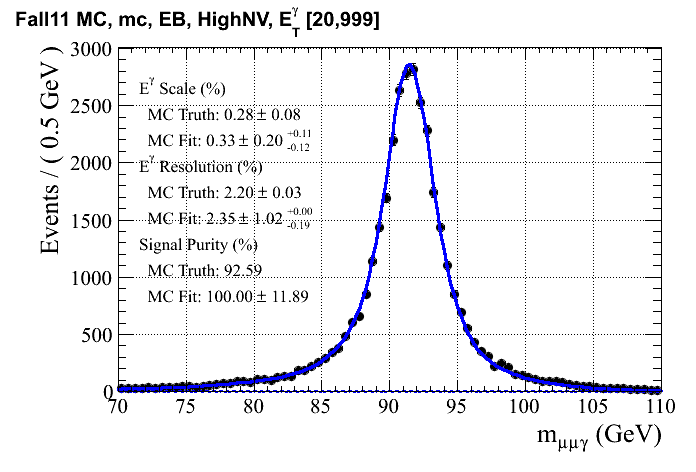 Fall11 MC, mc, EB, HighNV, E_T^γ [20,999]
Events / ( 0.5 GeV )
3000
2500
2000
1500
1000
500
0
E^γ Scale (%)
MC Truth: 0.28 ± 0.08
MC Fit: 0.33 ± 0.20 +0.11 -0.12
E^γ Resolution (%)
MC Truth: 2.20 ± 0.03
MC Fit: 2.35 ± 1.02 +0.00 -0.19
Signal Purity (%)
MC Truth: 92.59
MC Fit: 100.00 ± 11.89
70 75 80 85 90 95 100 105 110
m_μμγ (GeV)